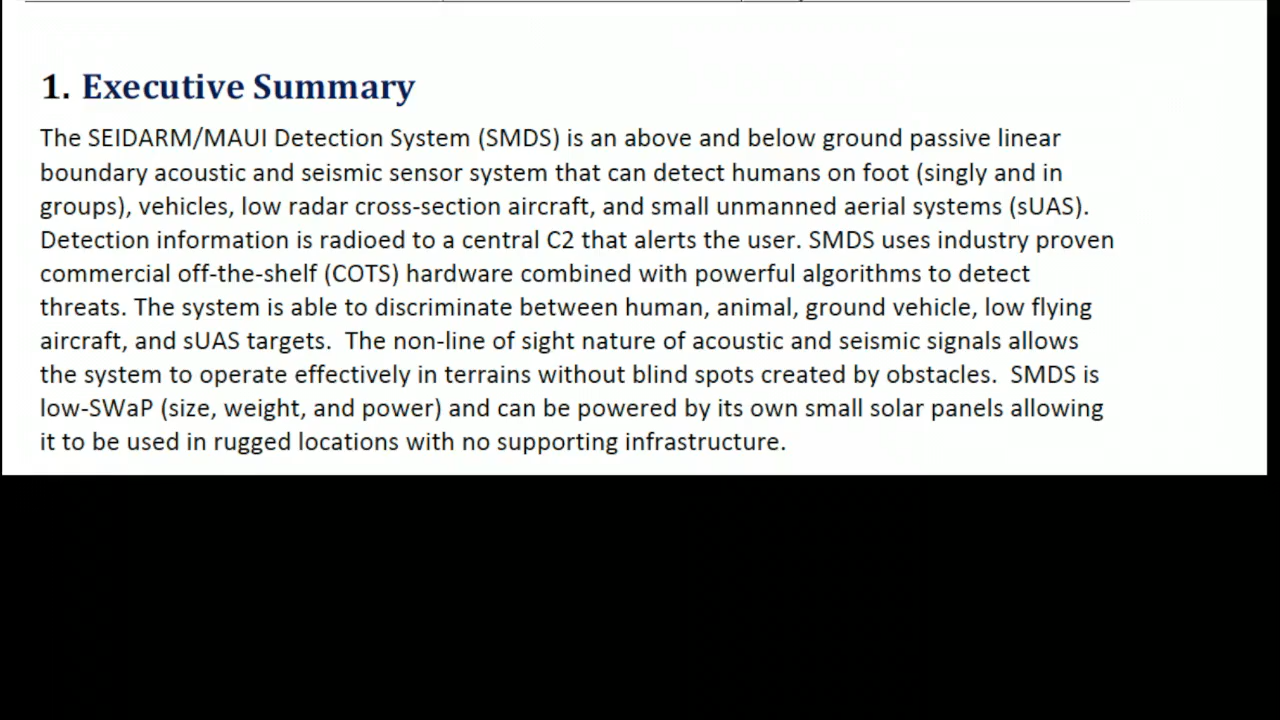 1. Executive Summary
The SEIDARM/MAUI Detection System (SMDS) is an above and below ground passive linear
boundary acoustic and seismic sensor system that can detect humans on foot (singly and in
groups), vehicles, low radar cross-section aircraft, and small unmanned aerial systems (sUAS).
Detection information is radioed to a central C2 that alerts the user. SMDS uses industry proven
commercial off-the-shelf (COTS) hardware combined with powerful algorithms to detect
threats. The system is able to discriminate between human, animal, ground vehicle, low flying
aircraft, and sUAS targets.  The non-line of sight nature of acoustic and seismic signals allows
the system to operate effectively in terrains without blind spots created by obstacles.  SMDS is
low-SWaP (size, weight, and power) and can be powered by its own small solar panels allowing
it to be used in rugged locations with no supporting infrastructure.